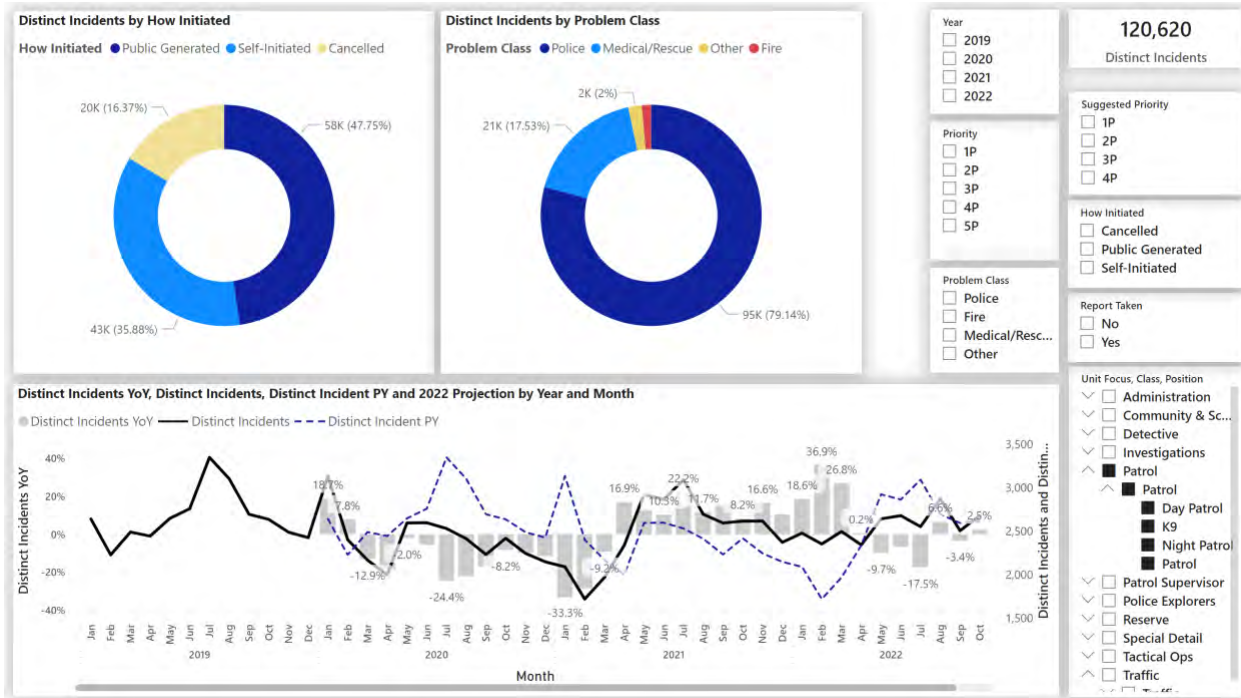 Distinct Incidents by How Initiated
How Initiated Public Generated Self-Initiated Cancelled
20K (16.37%)
58K (47.75%)
43K (35.88%)
Distinct Incidents by Problem Class
Problem Class Police Medical/Rescue Other Fire
2K (2%)
21K (17.53%)
95K (79.14%)
Year
2019
2020
2021
2022
Priority
1P
2P
3P
4P
5P
Problem Class
Police
Fire
Medical/Resc...
Other
120,620
Distinct Incidents
Suggested Priority
1P
2P
3P
4P
How Initiated
Cancelled
Public Generated
Self-Initiated
Report Taken
No
Yes
Unit Focus, Class, Position
Administration
Community & Sc...
Detective
Investigations
Patrol
Patrol
Day Patrol
K9
Night Patrol
Patrol
Patrol Supervisor
Police Explorers
Reserve
Special Detail
Tactical Ops
Traffic
Distinct Incidents YoY, Distinct Incidents, Distinct Incident PY and 2022 Projection by Year and Month
Distinct Incidents YoY Distinct Incidents Distinct Incident PY
Distinct Incidents YoY
40%
20%
0%
-20%
-40%
18.7%
7.8%
-12.9%
-2.0%
-24.4%
-8.2%
-33.3%
-9.2%
16.9%
10.3%
22.2%
11.7%
8.2%
16.6%
18.6%
36.9%
26.8%
0.2%
-9.7%
-17.5%
6.6%
-3.4%
2.5%
3,500
3,000
2,500
2,000
1,500
Distinct Incidents and Distin...
Jan Feb Mar Apr May Jun Jul Aug Sep Oct Nov Dec Jan Feb Mar Apr May Jun Jul Aug Sep Oct Nov Dec Jan Feb Mar Apr May Jun Jul Aug Sep Oct Nov Dec Jan Feb Mar Apr May Jun Jul Aug Sep Oct
2019 2020 2021 2022
Month